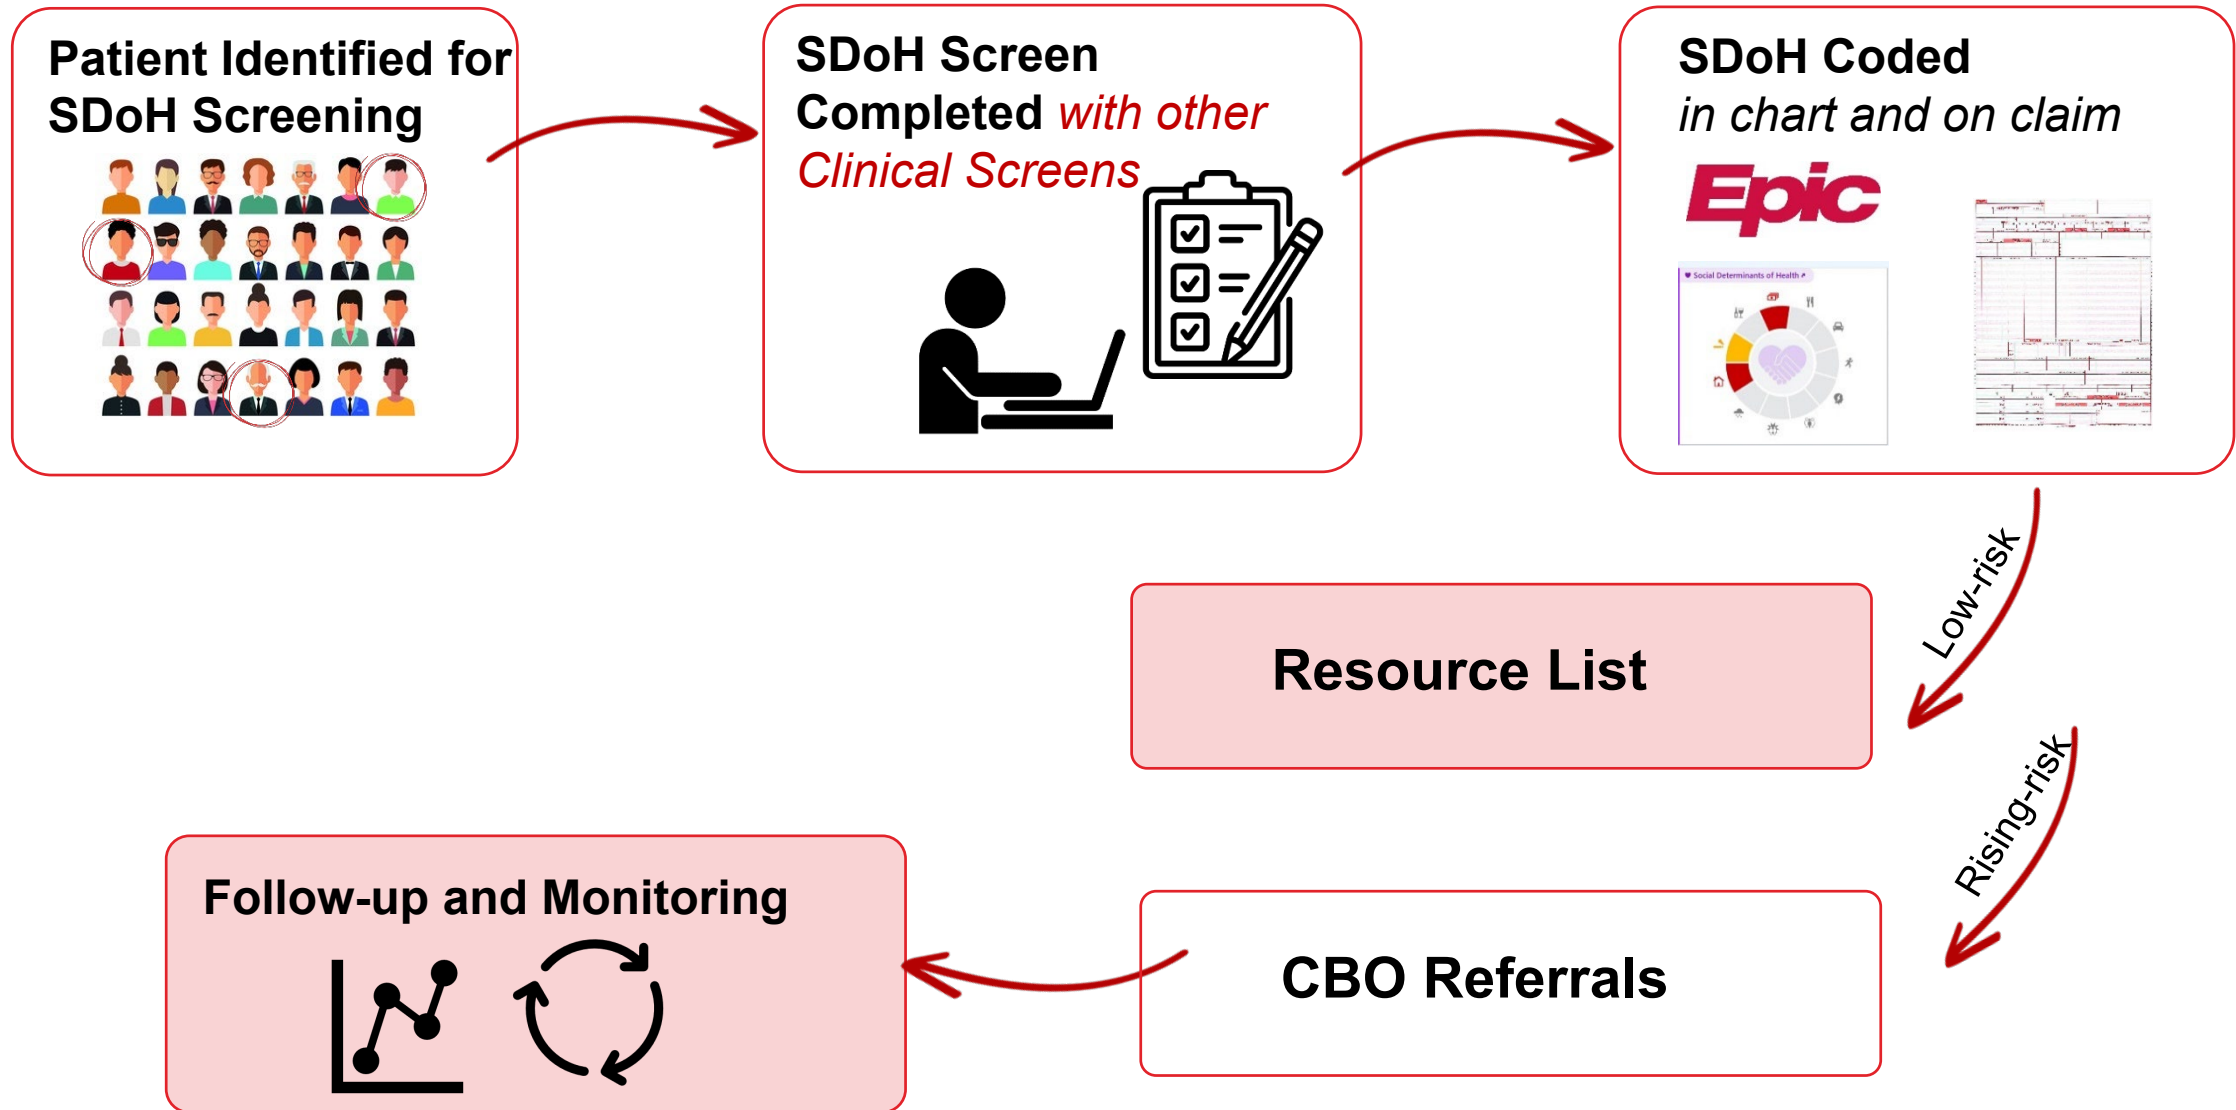 Patient Identified for
SDoH Screening
SDoH Screen
Completed with other
Clinical Screens
SDoH Coded
in chart and on claim
Epic
Social Determinants of Health
Low-risk
Resource List
Rising-risk
Follow-up and Monitoring
CBO Referrals